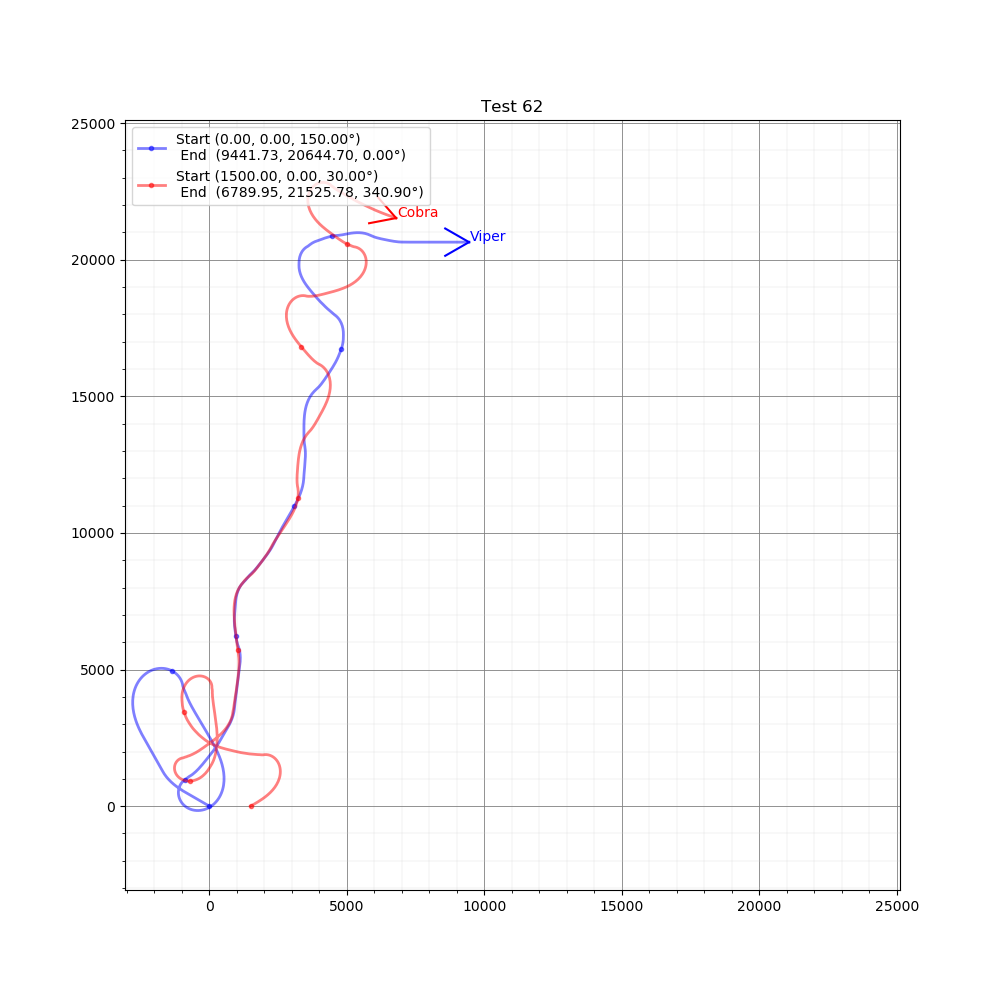 Test 62
Start (0.00, 0.00, 150.00°)
End (9441.73, 20644.70, 0.00°)
Start (1500.00, 0.00, 30.00°)
End (6789.95, 21525.78, 340.90°)
Cobra
Viper
25000
20000
15000
10000
5000
0
0
5000
10000
15000
20000
25000